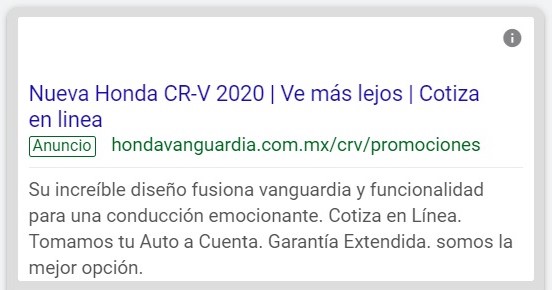 Nueva Honda CR-V 2020 | Ve más lejos | Cotiza
en linea
Anuncio hondavanguardia.com.mx/crv/promociones
Su increíble diseño fusiona vanguardia y funcionalidad
para una conducción emocionante. Cotiza en Línea.
Tomamos tu Auto a Cuenta. Garantía Extendida. somos la
mejor opción.